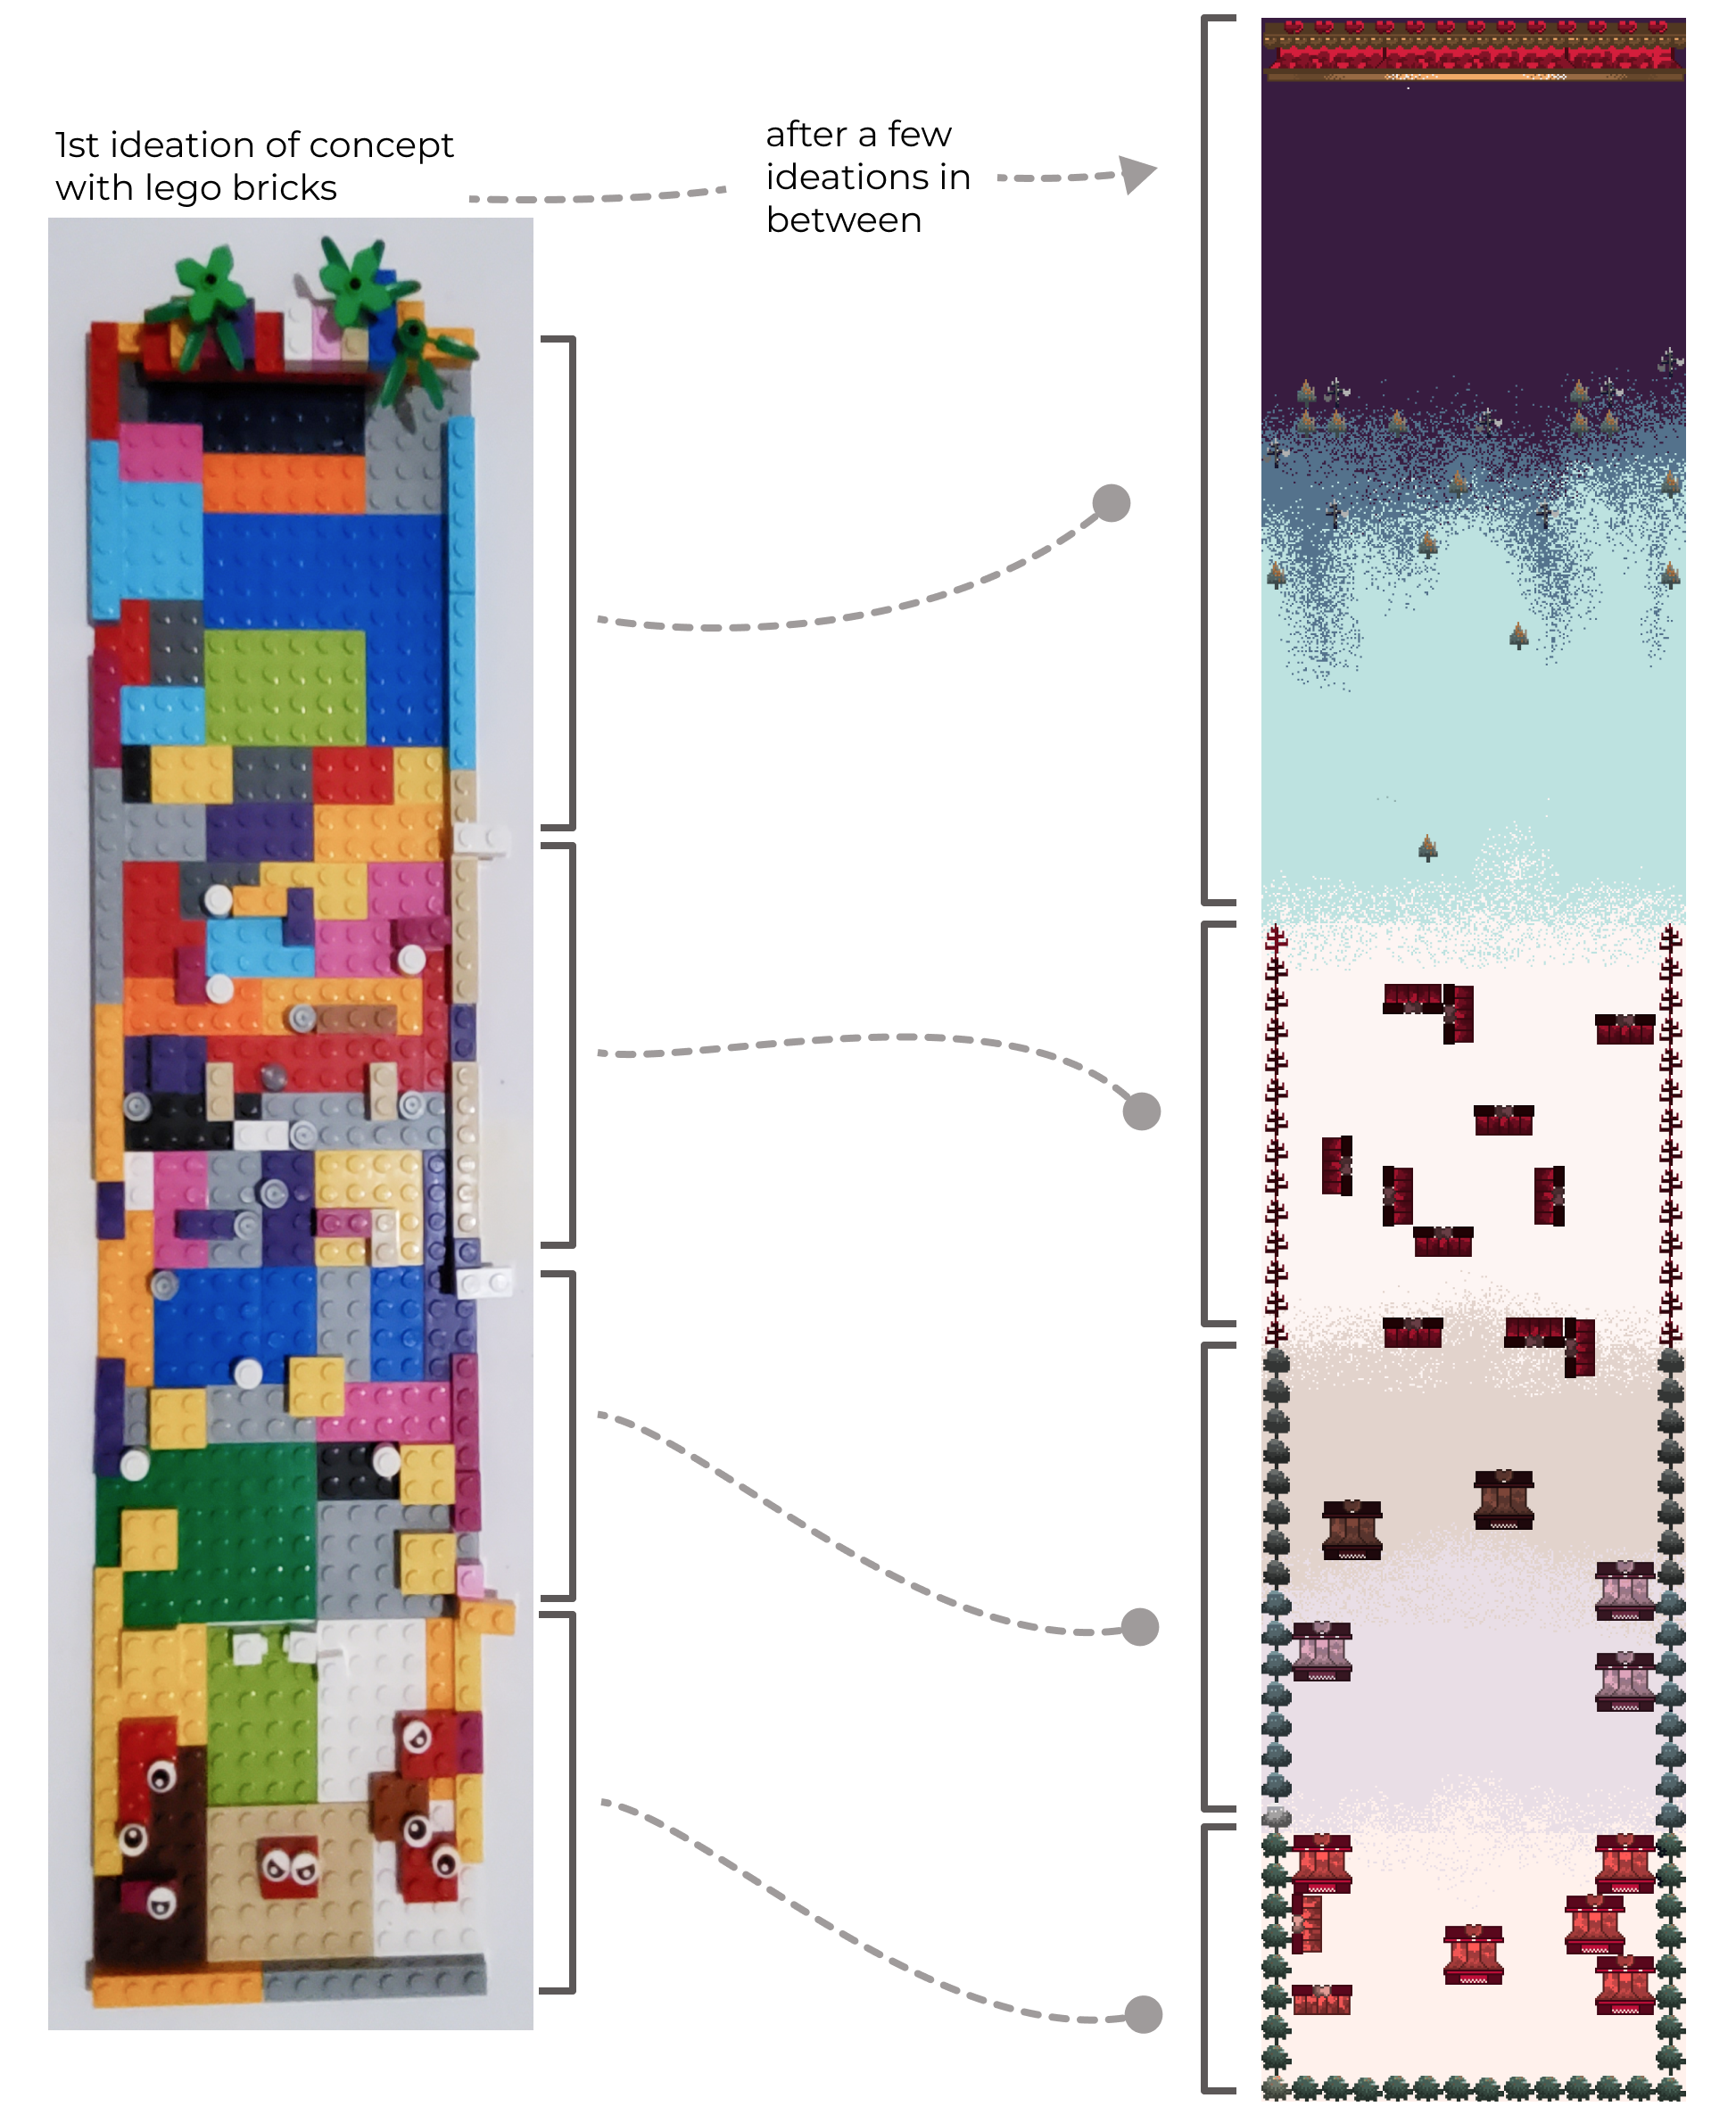 1st ideation of concept
with lego bricks
after a few
ideations in
between